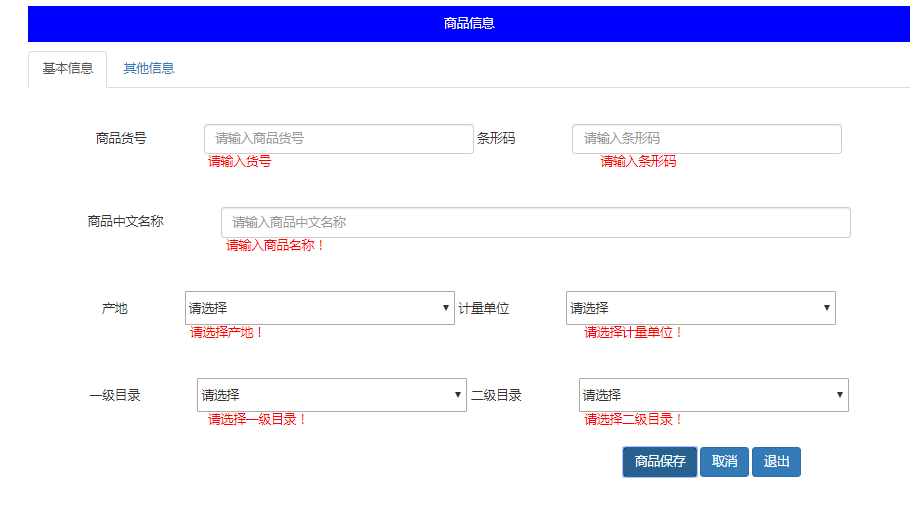 商品信息
基本信息 其他信息
商品货号 请输入商品货号 条形码 请输入条形码
请输入货号 请输入条形码
商品中文名称 请输入商品中文名称
请输入商品名称！
产地 请选择 计量单位 请选择
请选择产地！ 请选择计量单位！
一级目录 请选择 二级目录 请选择
请选择一级目录！ 请选择二级目录！
商品保存 取消 退出